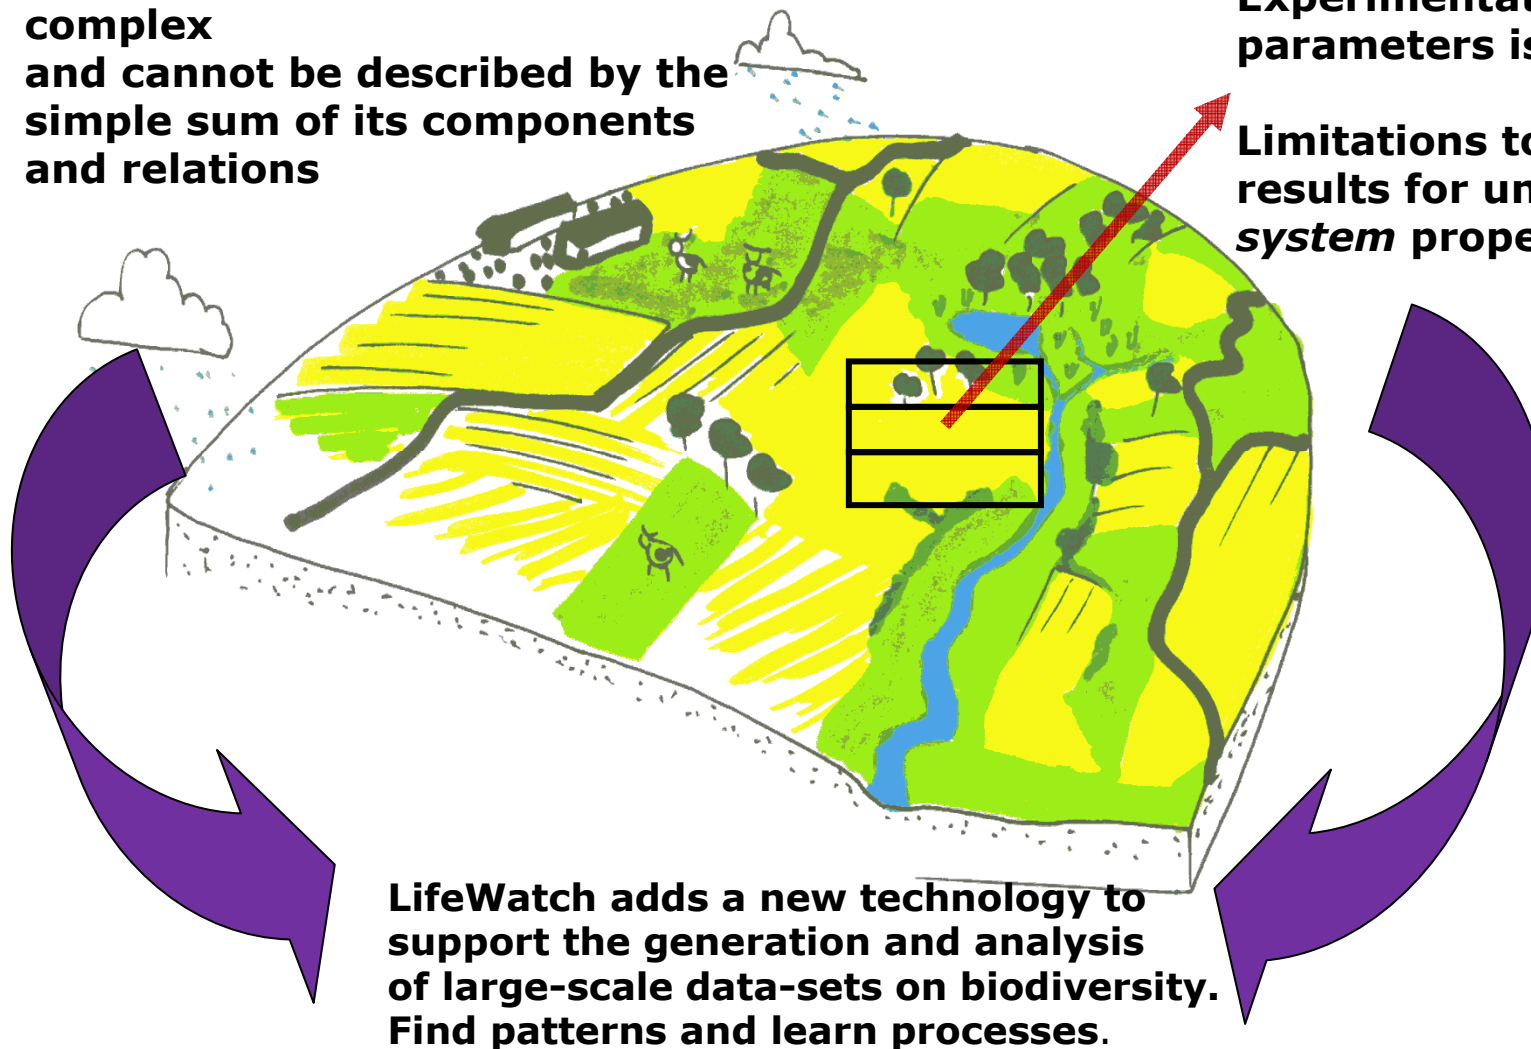 complex
and cannot be described by the
simple sum of its components
and relations
parameters is
Limitations to
results for un
system prope
LifeWatch adds a new technology to
support the generation and analysis
of large-scale data-sets on biodiversity.
Find patterns and learn processes.